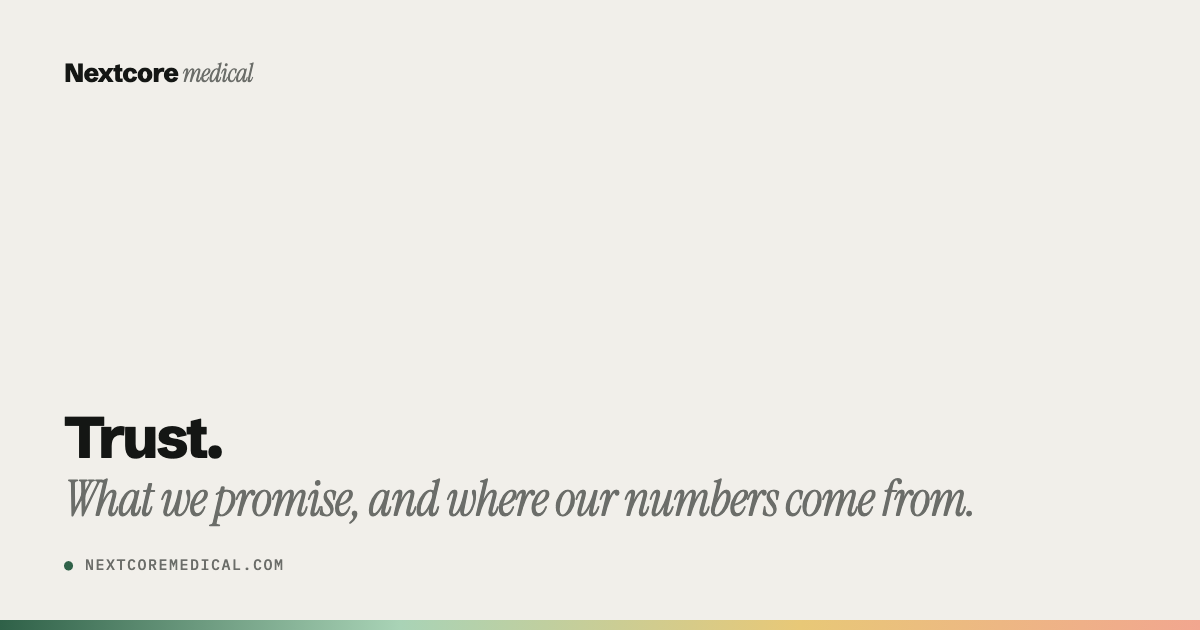 Nextcore medical
Trust.
What we promise, and where our numbers come from.
NEXTCOREMEDICAL.COM